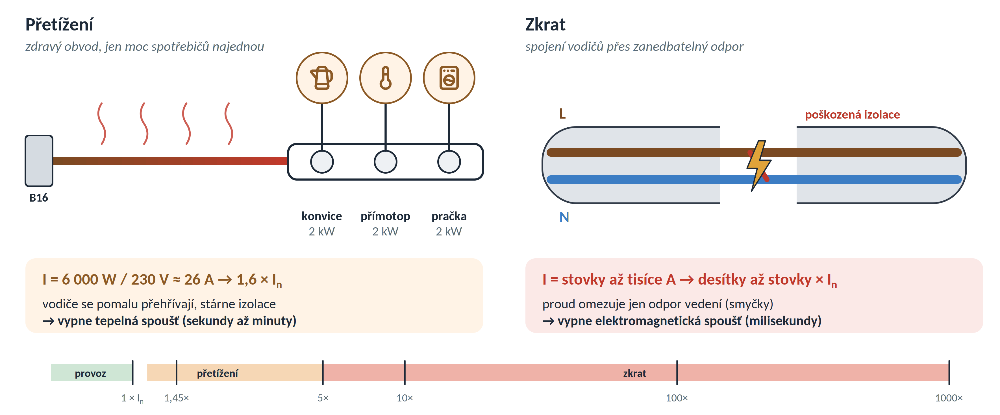 Přetížení
zdravý obvod, jen moc spotřebičů najednou
B16
konvice přímotop pračka
2 kW 2 kW 2 kW
I = 6 000 W / 230 V ≈ 26 A → 1,6 × Iₙ
vodiče se pomalu přehřívají, stárne izolace
→ vypne tepelná spoušť (sekundy až minuty)
Zkrat
spojení vodičů přes zanedbatelný odpor
L
poškozená izolace
N
I = stovky až tisíce A → desítky až stovky × Iₙ
proud omezuje jen odpor vedení (smyčky)
→ vypne elektromagnetická spoušť (milisekundy)
provoz přetížení zkrat
1 × Iₙ 1,45× 5× 10× 100× 1000×